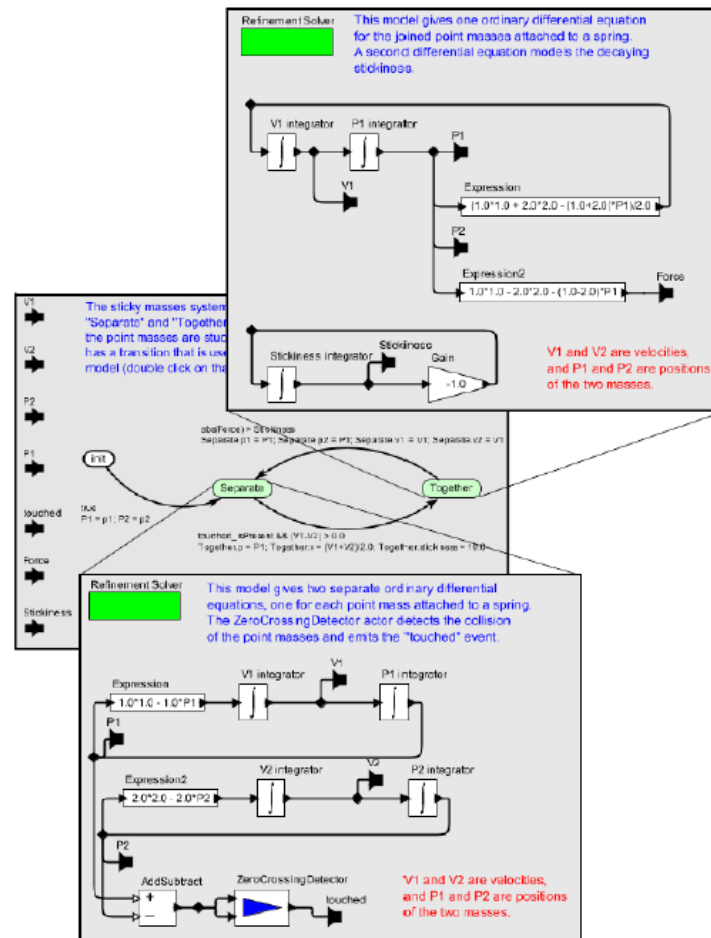 Refinement Solver
This model gives one ordinary differential equation
for the joined point masses attached to a spring.
A second differential equation models the decaying
stickiness.
V1 integrator
P1 integrator
P1
V1
Expression
(1.0*1.0 + 2.0*2.0 - (1.0+2.0)*P1)/2.0
P2
Expression2
1.0*1.0 - 2.0*2.0 - (1.0-2.0)*P1
Force
Stickiness
Stickiness integrator
Gain
-1.0
V1 and V2 are velocities,
and P1 and P2 are positions
of the two masses.
V1
The sticky masses system
"Separate" and "Together
the point masses are stuc
has a transition that is use
model (double click on tha
V2
P2
P1
touched
Force
Stickiness
init
true
P1 = p1; P2 = p2
abs(Force) > Stickiness
Separate.p1 = P1; Separate.p2 = P1; Separate.v1 = V1; Separate.v2 = V1
Separate
Together
touched_isPresent && (V1-V2) > 0.0
Together.p = P1; Together.v = (V1+V2)/2.0; Together.stickiness = 10.0
Refinement Solver
This model gives two separate ordinary differential
equations, one for each point mass attached to a spring.
The ZeroCrossingDetector actor detects the collision
of the point masses and emits the "touched" event.
Expression
1.0*1.0 - 1.0*P1
V1 integrator
V1
P1 integrator
P1
Expression2
2.0*2.0 - 2.0*P2
V2 integrator
V2
P2 integrator
P2
AddSubtract
+
−
ZeroCrossingDetector
touched
V1 and V2 are velocities,
and P1 and P2 are positions
of the two masses.